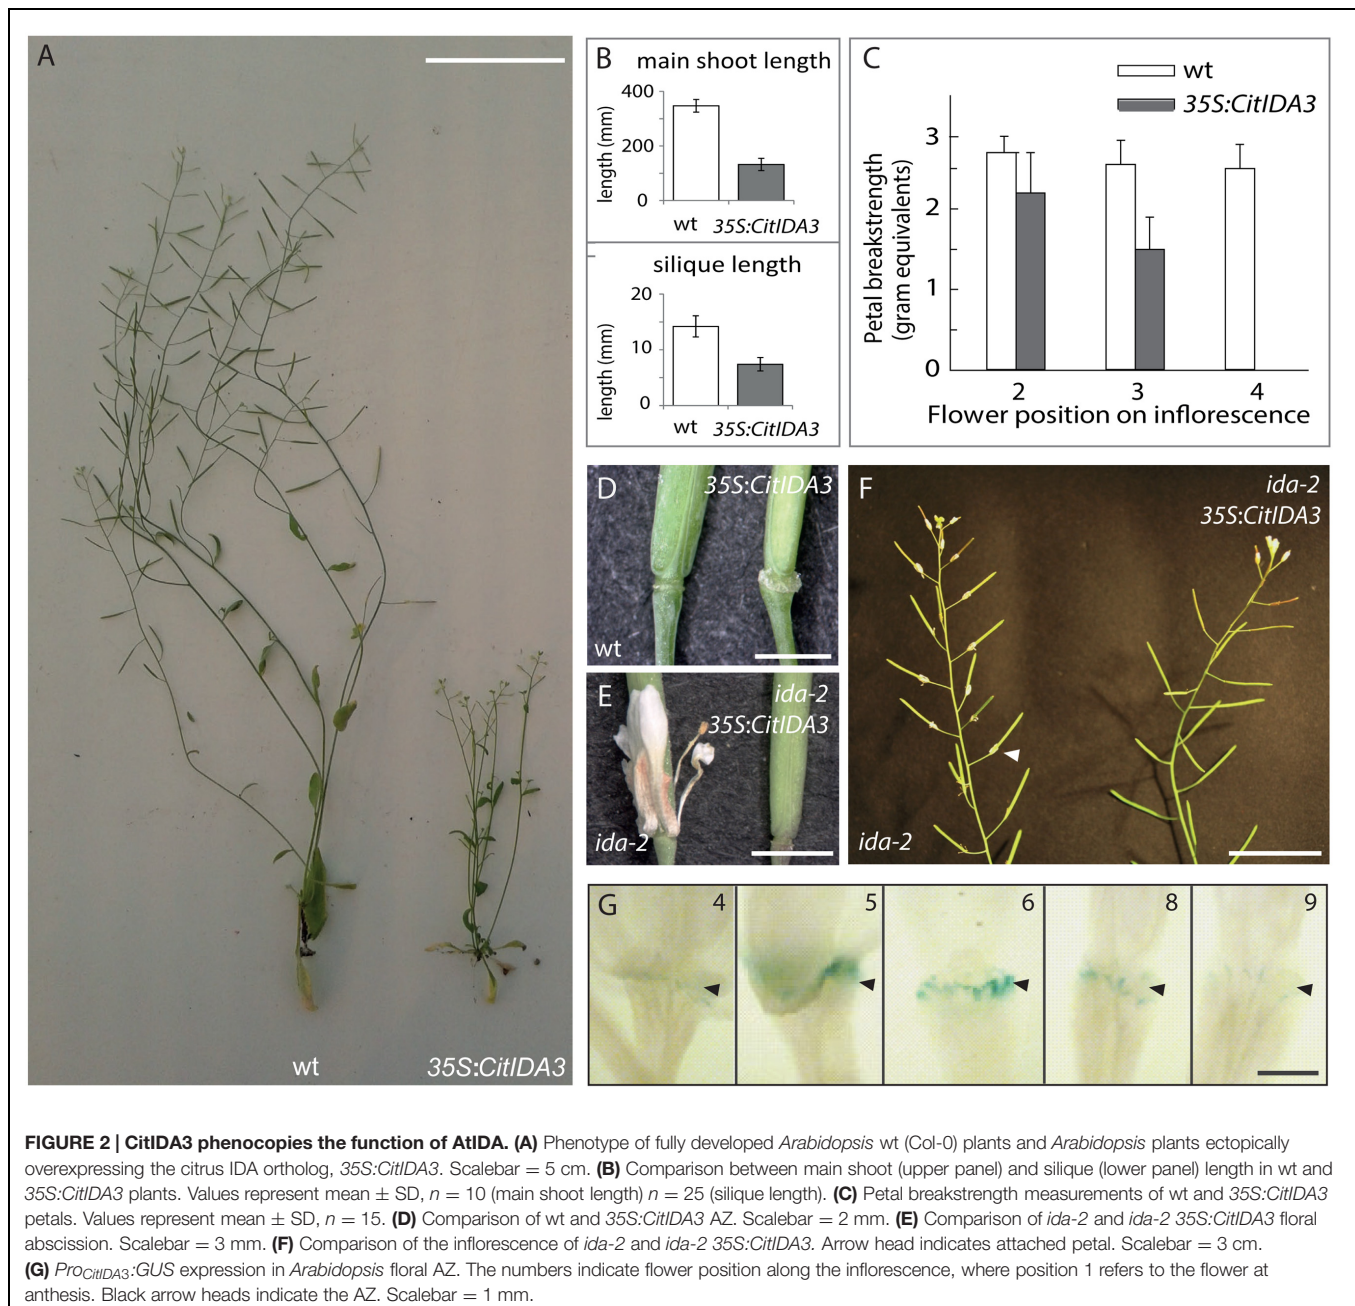 A
wt
35S:CitIDA3
B
main shoot length
400
200
0
length (mm)
wt
35S:CitIDA3
silique length
20
10
0
length (mm)
wt
35S:CitIDA3
C
wt
35S:CitIDA3
3
2
1
0
Petal breakstrength
(gram equivalents)
2 3 4
Flower position on inflorescence
D
35S:CitIDA3
wt
E
ida-2
35S:CitIDA3
ida-2
F
ida-2
35S:CitIDA3
ida-2
G
4
5
6
8
9
FIGURE 2 | CitIDA3 phenocopies the function of AtIDA. (A) Phenotype of fully developed Arabidopsis wt (Col-0) plants and Arabidopsis plants ectopically
overexpressing the citrus IDA ortholog, 35S:CitIDA3. Scalebar = 5 cm. (B) Comparison between main shoot (upper panel) and silique (lower panel) length in wt and
35S:CitIDA3 plants. Values represent mean ± SD, n = 10 (main shoot length) n = 25 (silique length). (C) Petal breakstrength measurements of wt and 35S:CitIDA3
petals. Values represent mean ± SD, n = 15. (D) Comparison of wt and 35S:CitIDA3 AZ. Scalebar = 2 mm. (E) Comparison of ida-2 and ida-2 35S:CitIDA3 floral
abscission. Scalebar = 3 mm. (F) Comparison of the inflorescence of ida-2 and ida-2 35S:CitIDA3. Arrow head indicates attached petal. Scalebar = 3 cm.
(G) ProCitIDA3:GUS expression in Arabidopsis floral AZ. The numbers indicate flower position along the inflorescence, where position 1 refers to the flower at
anthesis. Black arrow heads indicate the AZ. Scalebar = 1 mm.